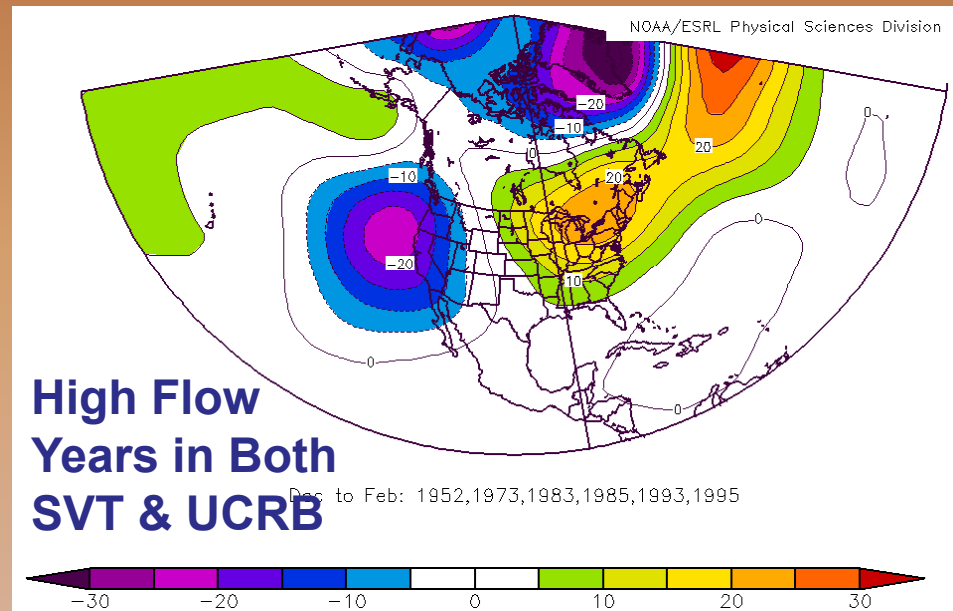 NOAA/ESRL Physical Sciences Division
-20
-10
0
0
20
-10
20
0
-20
10
0
0
High Flow
Years in Both
SVT & UCRB
Dec to Feb: 1952,1973,1983,1985,1993,1995
-30 -20 -10 0 10 20 30